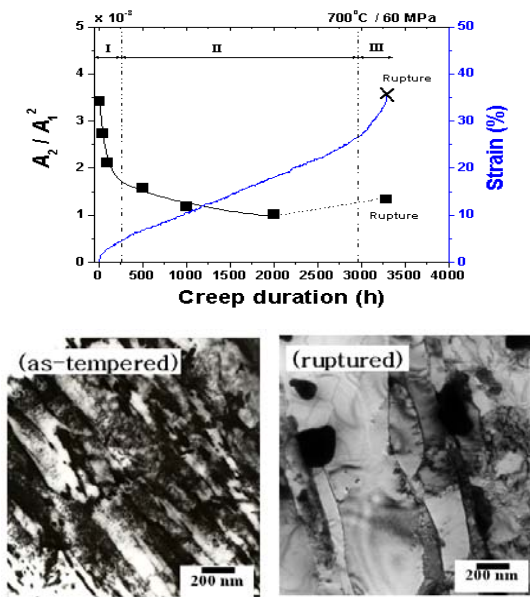 × 10⁻⁸
700°C / 60 MPa
I II III
A₂ / A₁²
Strain (%)
5 4 3 2 1 0
50 40 30 20 10 0
Rupture
Rupture
0 500 1000 1500 2000 2500 3000 3500 4000
Creep duration (h)
(as-tempered)
200 nm
(ruptured)
200 nm